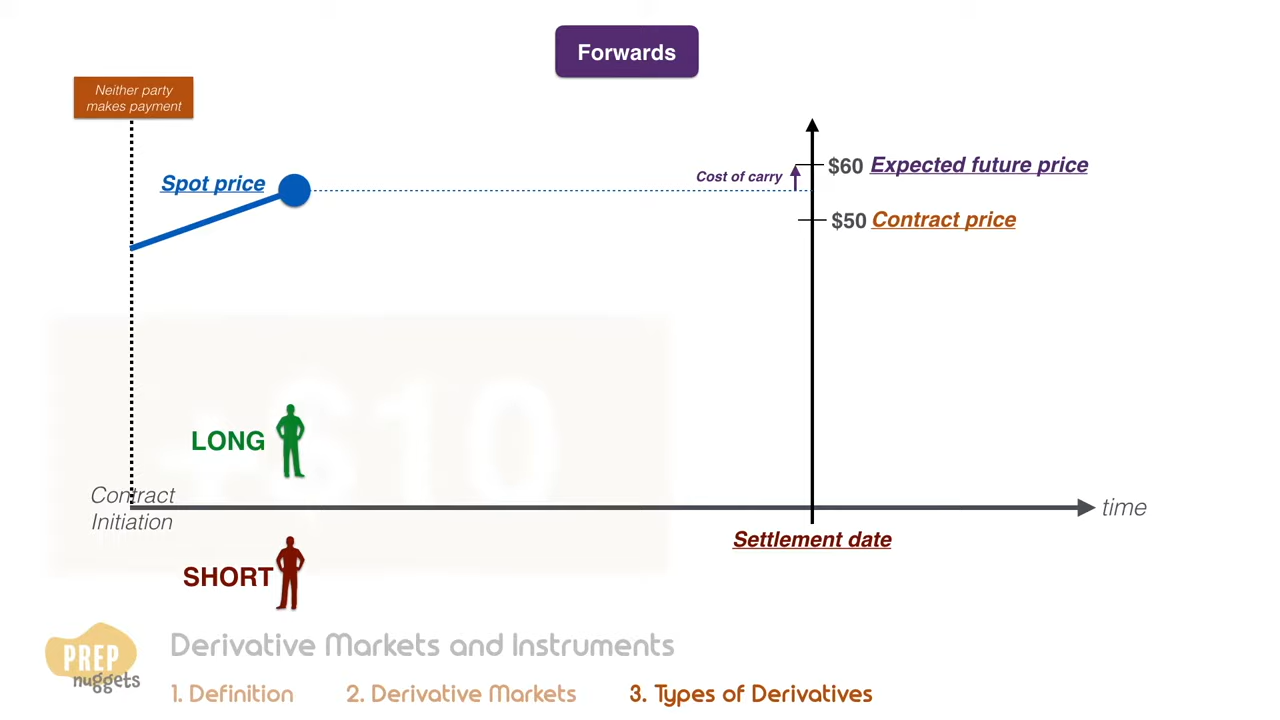 Forwards
Neither party
makes payment
Spot price
Cost of carry
$60 Expected future price
$50 Contract price
+$10
LONG
Contract
Initiation
time
Settlement date
SHORT
PREP
nuggets
Derivative Markets and Instruments
1. Definition 2. Derivative Markets 3. Types of Derivatives